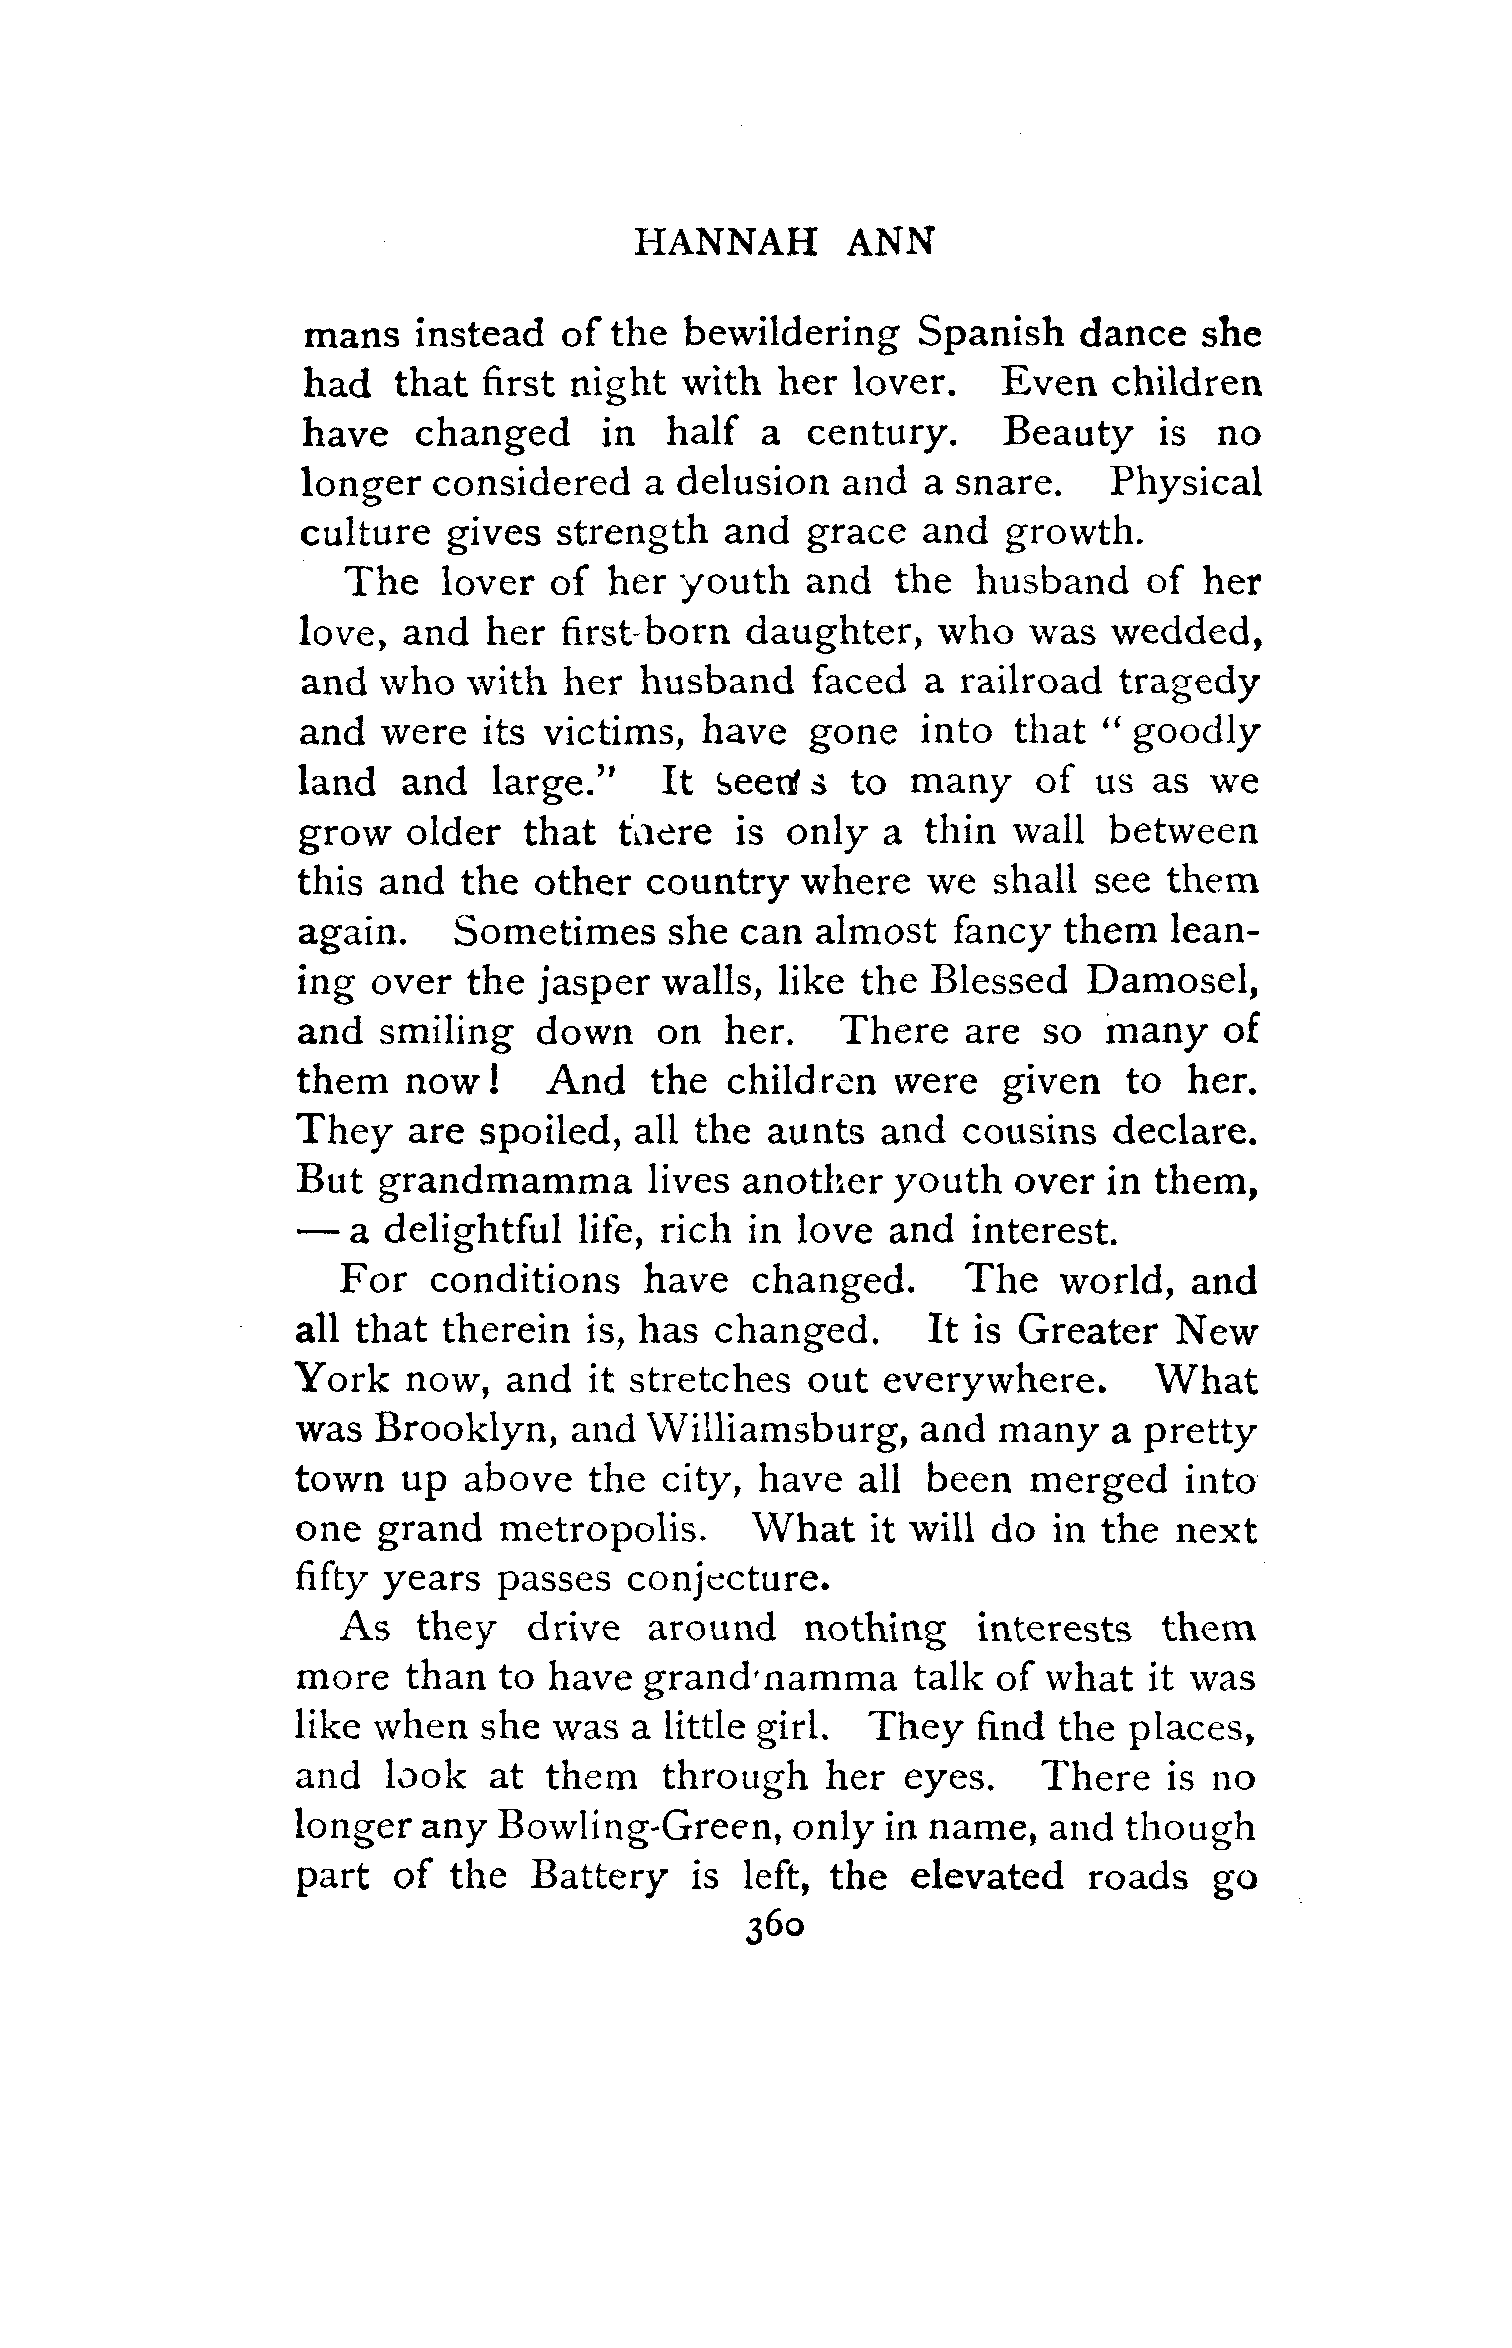 HANNAH ANN
mans instead of the bewildering Spanish dance she
had that first night with her lover. Even children
have changed in half a century. Beauty is no
longer considered a delusion and a snare. Physical
culture gives strength and grace and growth.
The lover of her youth and the husband of her
love, and her first-born daughter, who was wedded,
and who with her husband faced a railroad tragedy
and were its victims, have gone into that " goodly
land and large." It seems to many of us as we
grow older that there is only a thin wall between
this and the other country where we shall see them
again. Sometimes she can almost fancy them lean-
ing over the jasper walls, like the Blessed Damosel,
and smiling down on her. There are so many of
them now! And the children were given to her.
They are spoiled, all the aunts and cousins declare.
But grandmamma lives another youth over in them,
— a delightful life, rich in love and interest.
For conditions have changed. The world, and
all that therein is, has changed. It is Greater New
York now, and it stretches out everywhere. What
was Brooklyn, and Williamsburg, and many a pretty
town up above the city, have all been merged into
one grand metropolis. What it will do in the next
fifty years passes conjecture.
As they drive around nothing interests them
more than to have grandmamma talk of what it was
like when she was a little girl. They find the places,
and look at them through her eyes. There is no
longer any Bowling-Green, only in name, and though
part of the Battery is left, the elevated roads go
360